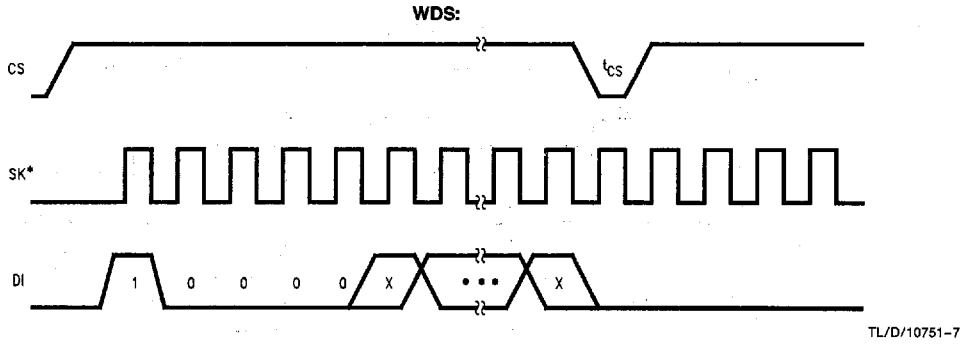 WDS:
CS
tCS
SK*
DI
1 0 0 0 0 X ••• X
TL/D/10751-7